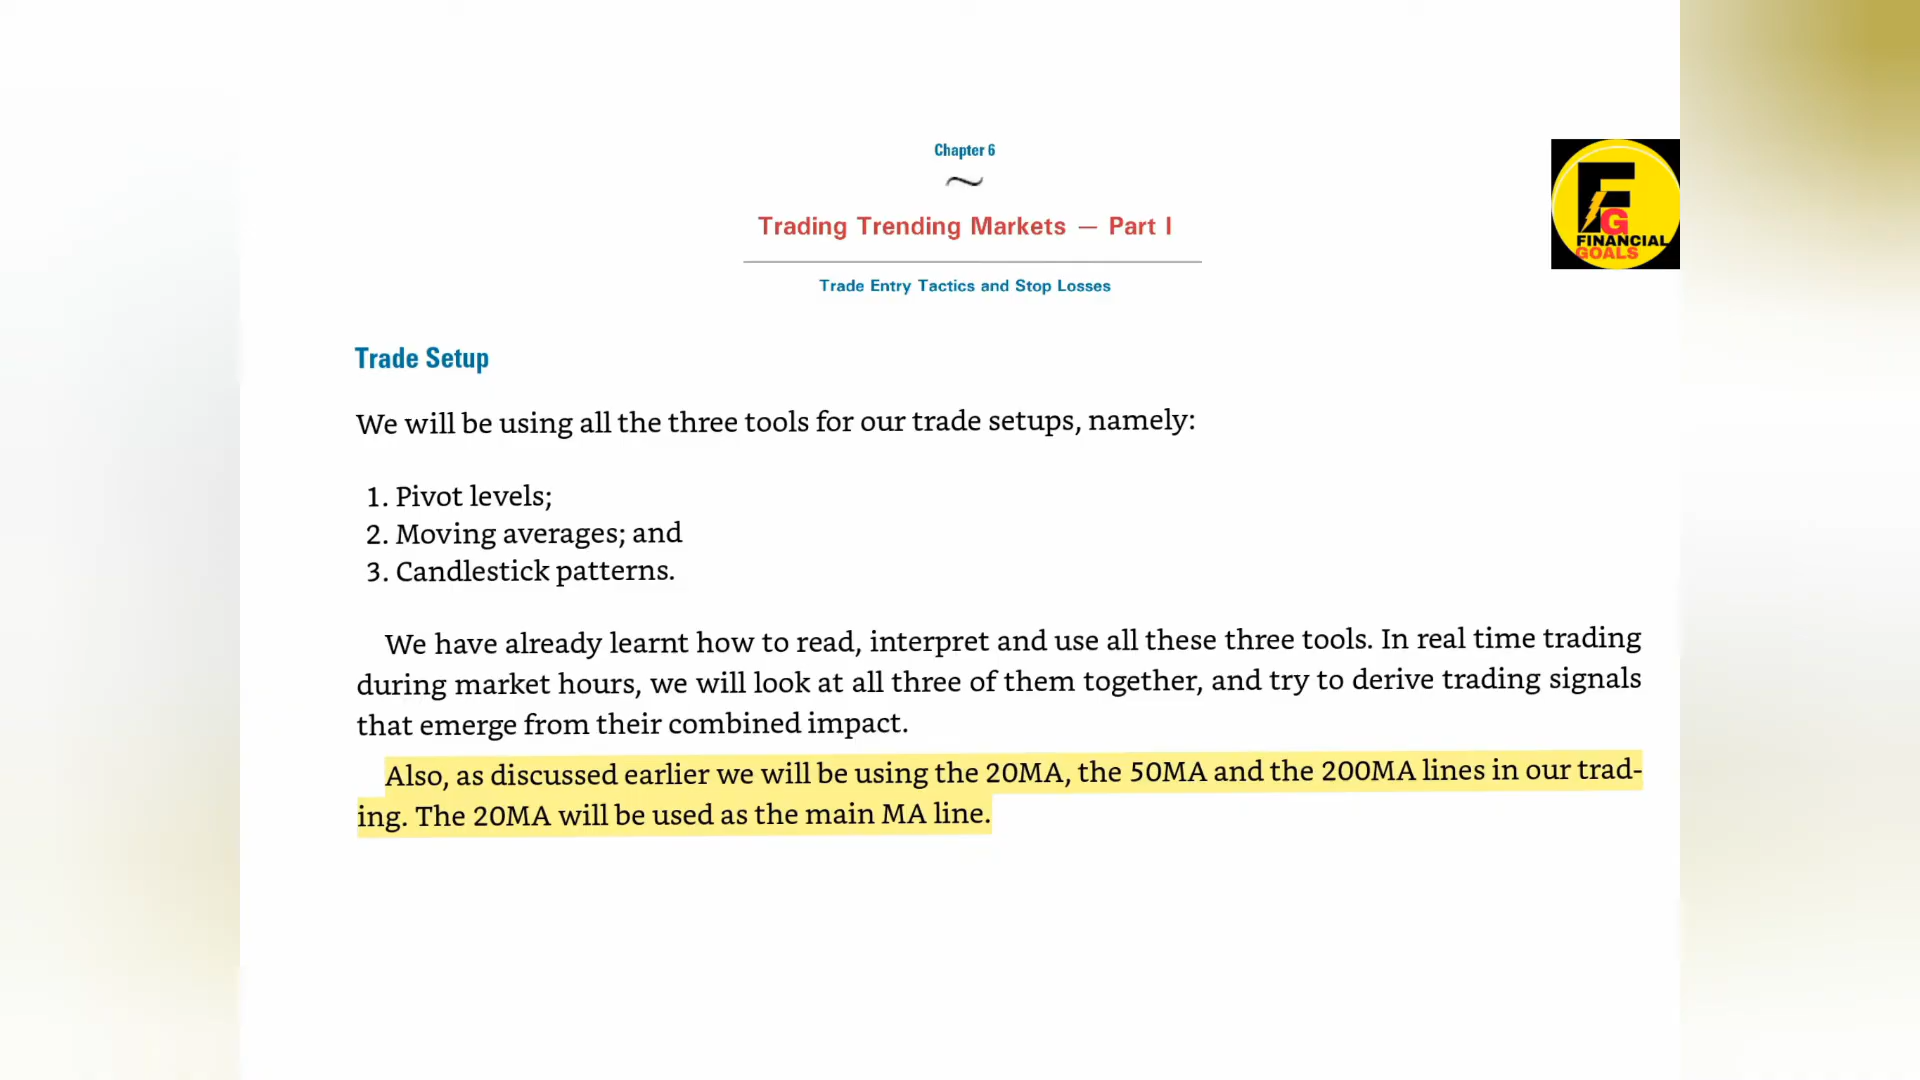 Chapter 6
Trading Trending Markets — Part I
Trade Entry Tactics and Stop Losses
FG
FINANCIAL
GOALS
Trade Setup
We will be using all the three tools for our trade setups, namely:
1. Pivot levels;
2. Moving averages; and
3. Candlestick patterns.
We have already learnt how to read, interpret and use all these three tools. In real time trading
during market hours, we will look at all three of them together, and try to derive trading signals
that emerge from their combined impact.
Also, as discussed earlier we will be using the 20MA, the 50MA and the 200MA lines in our trad-
ing. The 20MA will be used as the main MA line.